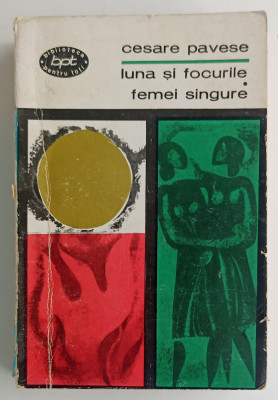 biblioteca
bpt
pentru toți
cesare pavese
luna și focurile
femei singure